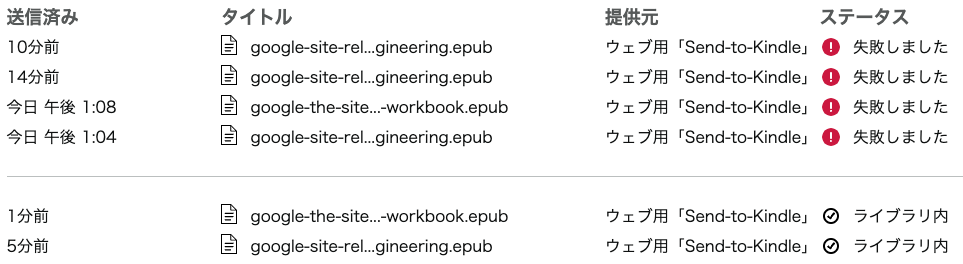 送信済み タイトル 提供元 ステータス
10分前 google-site-rel...gineering.epub ウェブ用「Send-to-Kindle」 失敗しました
14分前 google-site-rel...gineering.epub ウェブ用「Send-to-Kindle」 失敗しました
今日 午後 1:08 google-the-site...-workbook.epub ウェブ用「Send-to-Kindle」 失敗しました
今日 午後 1:04 google-site-rel...gineering.epub ウェブ用「Send-to-Kindle」 失敗しました
1分前 google-the-site...-workbook.epub ウェブ用「Send-to-Kindle」 ライブラリ内
5分前 google-site-rel...gineering.epub ウェブ用「Send-to-Kindle」 ライブラリ内